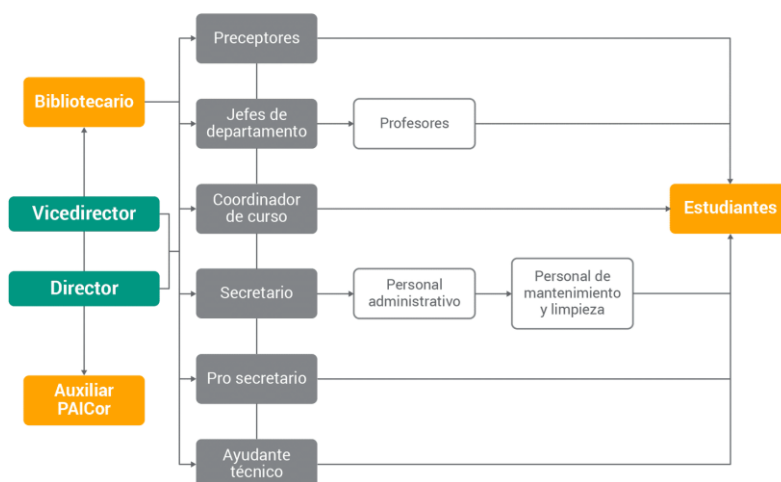 Preceptores
Bibliotecario
Jefes de
departamento
Profesores
Vicedirector
Coordinador
de curso
Estudiantes
Director
Secretario
Personal
administrativo
Personal de
mantenimiento
y limpieza
Auxiliar
PAICor
Pro secretario
Ayudante
técnico